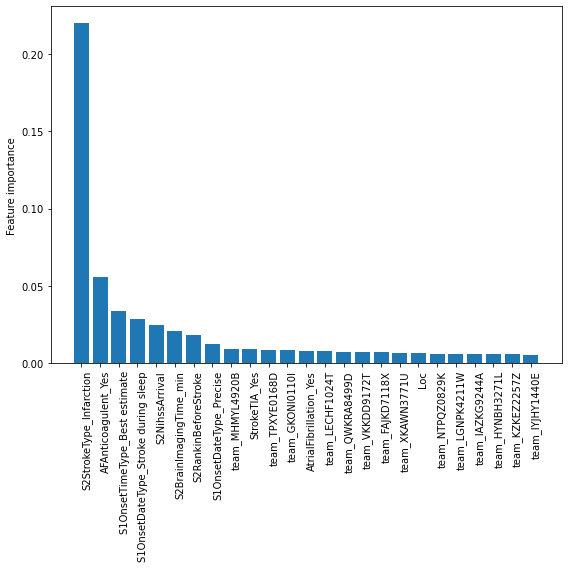 0.20
0.15
0.10
0.05
0.00
Feature importance
S2StrokeType_Infarction
AFAnticoagulent_Yes
S1OnsetTimeType_Best estimate
S1OnsetDateType_Stroke during sleep
S2NihssArrival
S2BrainImagingTime_min
S2RankinBeforeStroke
S1OnsetDateType_Precise
team_MHMYL4920B
StrokeTIA_Yes
team_TPXYE0168D
team_GKONI0110I
AtrialFibrillation_Yes
team_LECHF1024T
team_QWKRA8499D
team_VKKDD9172T
team_FAJKD7118X
team_XKAWN3771U
Loc
team_NTPQZ0829K
team_LGNPK4211W
team_IAZKG9244A
team_HYNBH3271L
team_KZKEZ2257Z
team_IYJHY1440E